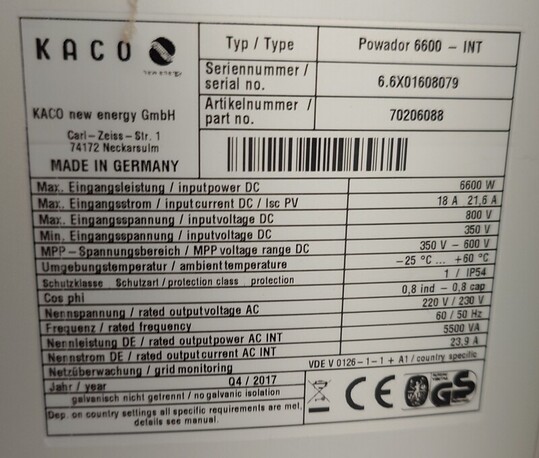 KACO
new energy
Typ / Type Powador 6600 - INT
Seriennummer / serial no. 6.6X01608079
Artikelnummer / part no. 70206088
KACO new energy GmbH
Carl-Zeiss-Str. 1
74172 Neckarsulm
MADE IN GERMANY
Max. Eingangsleistung / inputpower DC 6600 W
Max. Eingangsstrom / inputcurrent DC / Isc PV 18 A 21,6 A
Max. Eingangsspannung / inputvoltage DC 800 V
Min. Eingangsspannung / inputvoltage DC 350 V
MPP-Spannungsbereich / MPP voltage range DC 350 V - 600 V
Umgebungstemperatur / ambient temperature -25 °C ... +60 °C
Schutzklasse Schutzart / protection class protection 1 / IP54
Cos phi 0,8 ind - 0,8 cap
Nennspannung / rated outputvoltage AC 220 V / 230 V
Frequenz / rated frequency 60 / 50 Hz
Nennleistung DE / rated outputpower AC INT 5500 VA
Nennstrom DE / rated outputcurrent AC INT 23,9 A
Netzüberwachung / grid monitoring VDE V 0126-1-1 + A1 / country specific
Jahr / year Q4 / 2017
galvanisch nicht getrennt / no galvanic isolation
Dep. on country settings all specific requirements are met,
details see manual.
CE GS